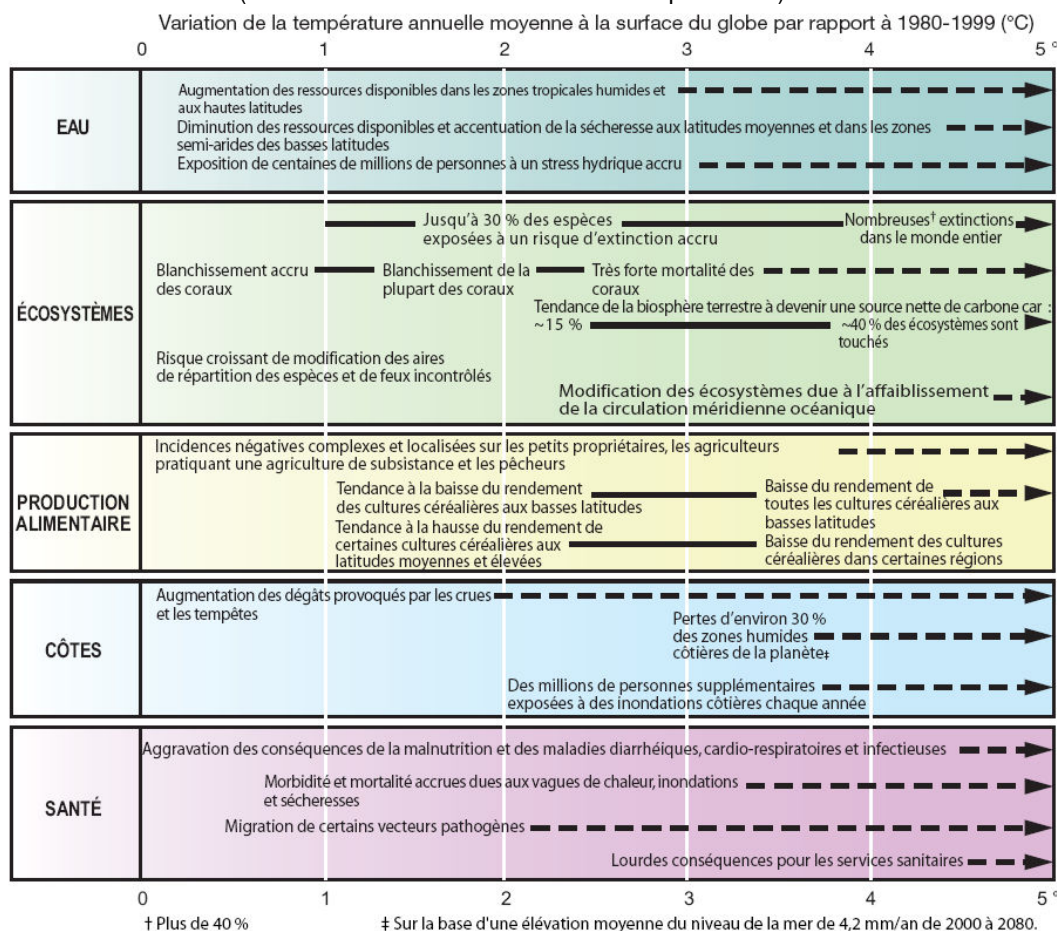 Variation de la température annuelle moyenne à la surface du globe par rapport à 1980-1999 (°C)
0 1 2 3 4 5 °
EAU
Augmentation des ressources disponibles dans les zones tropicales humides et
aux hautes latitudes
Diminution des ressources disponibles et accentuation de la sécheresse aux latitudes moyennes et dans les zones
semi-arides des basses latitudes
Exposition de centaines de millions de personnes à un stress hydrique accru
ÉCOSYSTÈMES
Jusqu'à 30 % des espèces
exposées à un risque d'extinction accru
Nombreuses† extinctions
dans le monde entier
Blanchissement accru
des coraux
Blanchissement de la
plupart des coraux
Très forte mortalité des
coraux
Tendance de la biosphère terrestre à devenir une source nette de carbone car :
~15 %
~40 % des écosystèmes sont
touchés
Risque croissant de modification des aires
de répartition des espèces et de feux incontrôlés
Modification des écosystèmes due à l'affaiblissement
de la circulation méridienne océanique
PRODUCTION
ALIMENTAIRE
Incidences négatives complexes et localisées sur les petits propriétaires, les agriculteurs
pratiquant une agriculture de subsistance et les pêcheurs
Tendance à la baisse du rendement
des cultures céréalières aux basses latitudes
Baisse du rendement de
toutes les cultures céréalières aux
basses latitudes
Tendance à la hausse du rendement de
certaines cultures céréalières aux
latitudes moyennes et élevées
Baisse du rendement des cultures
céréalières dans certaines régions
CÔTES
Augmentation des dégâts provoqués par les crues
et les tempêtes
Pertes d'environ 30 %
des zones humides
côtières de la planète‡
Des millions de personnes supplémentaires
exposées à des inondations côtières chaque année
SANTÉ
Aggravation des conséquences de la malnutrition et des maladies diarrhéiques, cardio-respiratoires et infectieuses
Morbidité et mortalité accrues dues aux vagues de chaleur, inondations
et sécheresses
Migration de certains vecteurs pathogènes
Lourdes conséquences pour les services sanitaires
0 1 2 3 4 5 °
† Plus de 40 %
‡ Sur la base d'une élévation moyenne du niveau de la mer de 4,2 mm/an de 2000 à 2080.